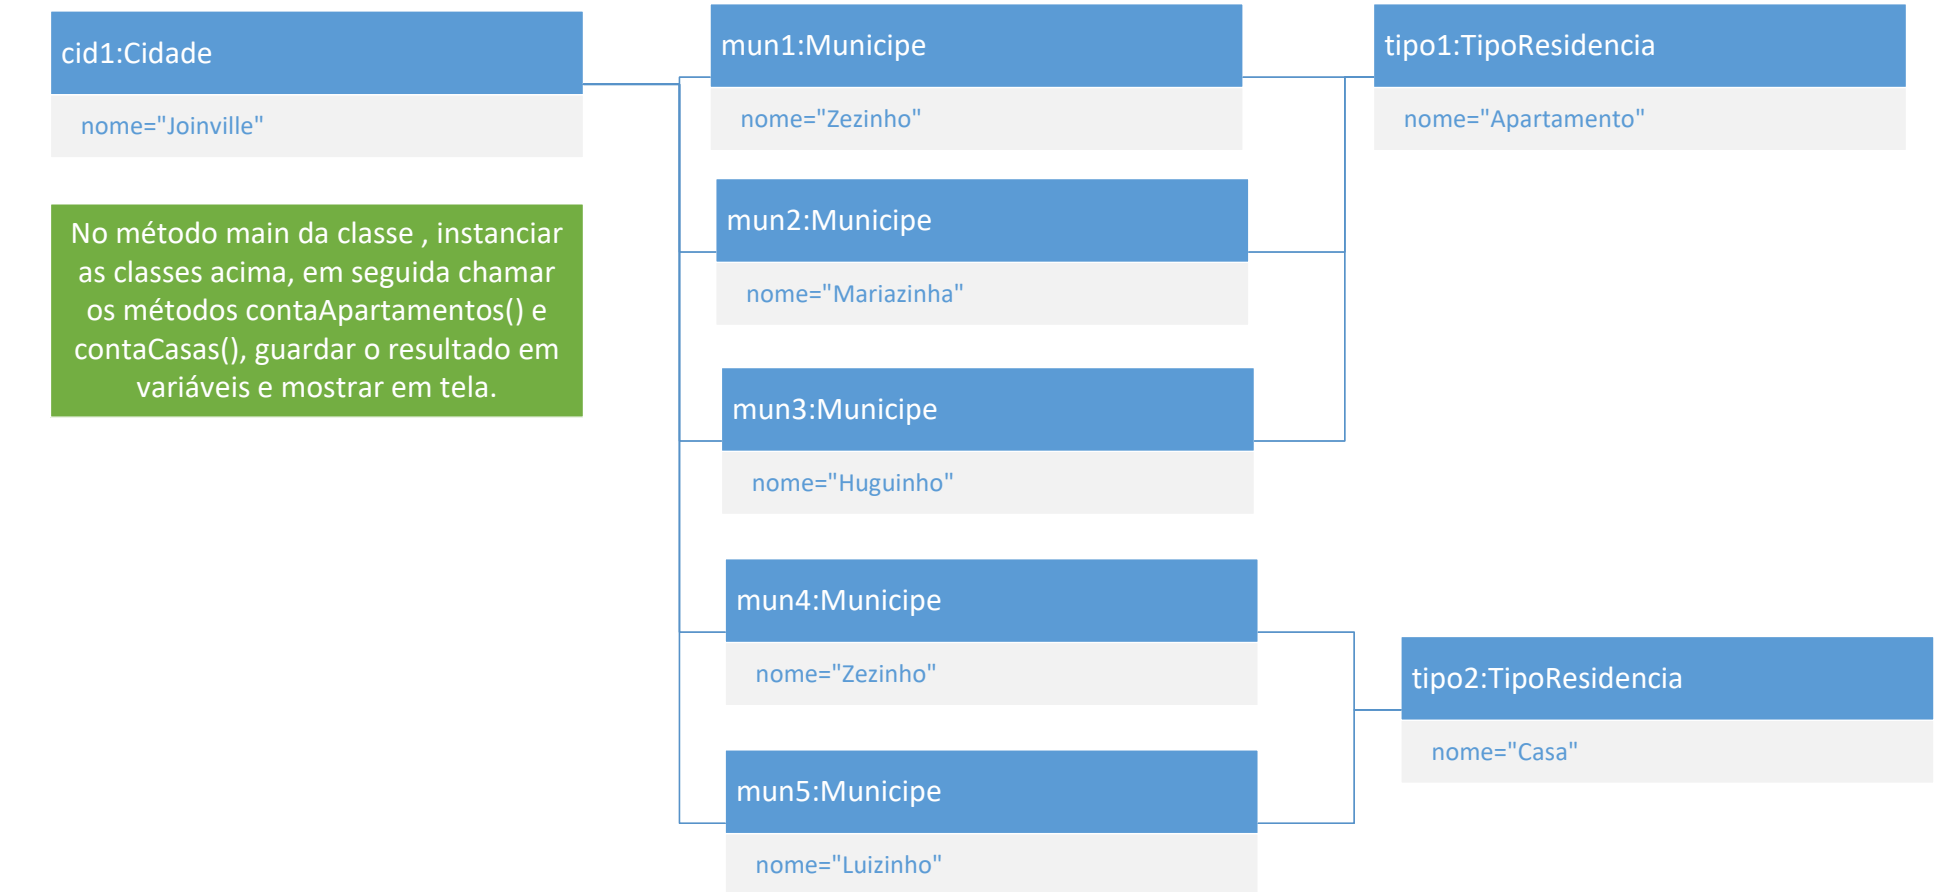 cid1:Cidade
nome="Joinville"
No método main da classe , instanciar
as classes acima, em seguida chamar
os métodos contaApartamentos() e
contaCasas(), guardar o resultado em
variáveis e mostrar em tela.
mun1:Municipe
nome="Zezinho"
mun2:Municipe
nome="Mariazinha"
mun3:Municipe
nome="Huguinho"
mun4:Municipe
nome="Zezinho"
mun5:Municipe
nome="Luizinho"
tipo1:TipoResidencia
nome="Apartamento"
tipo2:TipoResidencia
nome="Casa"